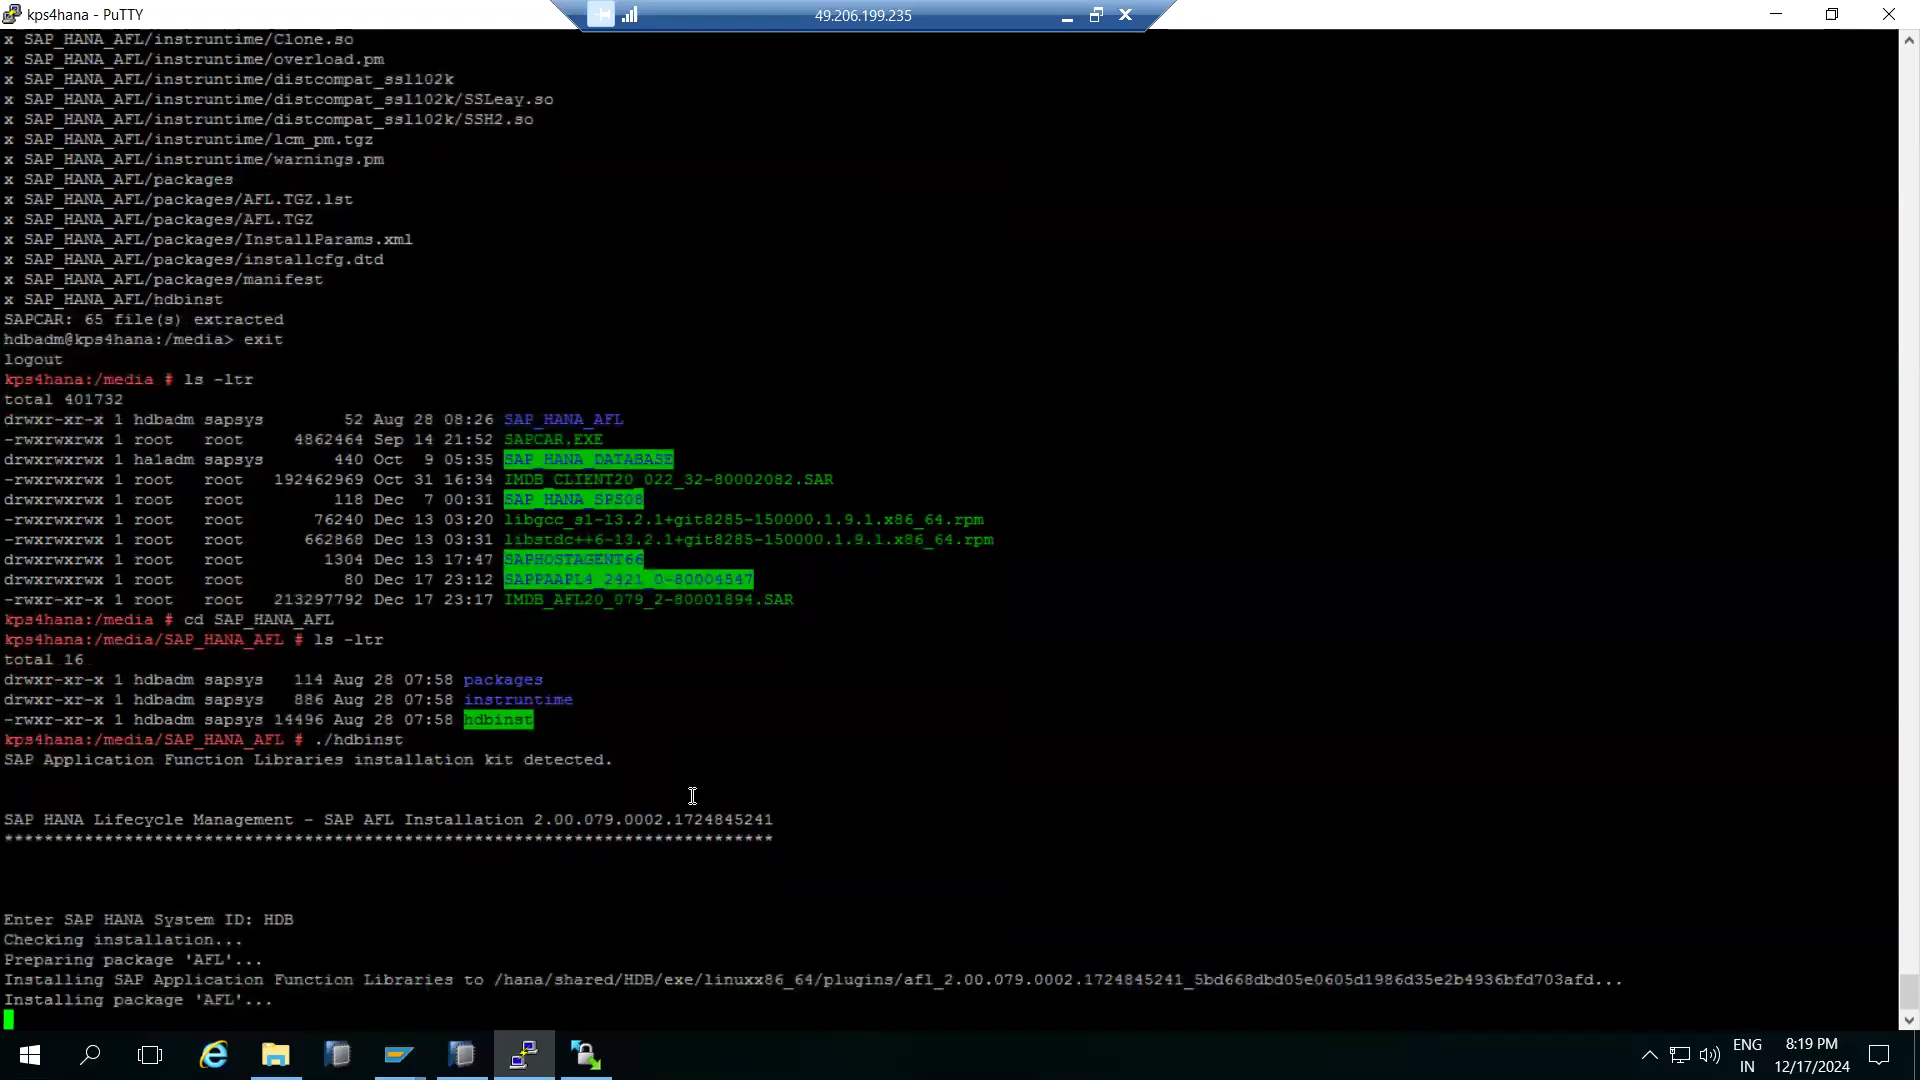 kps4hana - PuTTY
49.206.199.235
x SAP_HANA_AFL/instruntime/Clone.so
x SAP_HANA_AFL/instruntime/overload.pm
x SAP_HANA_AFL/instruntime/distcompat_ssl102k
x SAP_HANA_AFL/instruntime/distcompat_ssl102k/SSLeay.so
x SAP_HANA_AFL/instruntime/distcompat_ssl102k/SSH2.so
x SAP_HANA_AFL/instruntime/lcm_pm.tgz
x SAP_HANA_AFL/instruntime/warnings.pm
x SAP_HANA_AFL/packages
x SAP_HANA_AFL/packages/AFL.TGZ.lst
x SAP_HANA_AFL/packages/AFL.TGZ
x SAP_HANA_AFL/packages/InstallParams.xml
x SAP_HANA_AFL/packages/installcfg.dtd
x SAP_HANA_AFL/packages/manifest
x SAP_HANA_AFL/hdbinst
SAPCAR: 65 file(s) extracted
hdbadm@kps4hana:/media> exit
logout
kps4hana:/media # ls -ltr
total 401732
drwxr-xr-x 1 hdbadm sapsys 52 Aug 28 08:26 SAP_HANA_AFL
-rwxrwxrwx 1 root root 4862464 Sep 14 21:52 SAPCAR.EXE
drwxrwxrwx 1 haladm sapsys 440 Oct 9 05:35 SAP_HANA_DATABASE
-rwxrwxrwx 1 root root 192462969 Oct 31 16:34 IMDB_CLIENT20_022_32-80002082.SAR
drwxrwxrwx 1 root root 118 Dec 7 00:31 SAP_HANA_SPS08
-rwxrwxrwx 1 root root 76240 Dec 13 03:20 libgcc_s1-13.2.1+git8285-150000.1.9.1.x86_64.rpm
-rwxrwxrwx 1 root root 662868 Dec 13 03:31 libstdc++6-13.2.1+git8285-150000.1.9.1.x86_64.rpm
drwxrwxrwx 1 root root 1304 Dec 13 17:47 SAPHOSTAGENT66
drwxrwxrwx 1 root root 80 Dec 17 23:12 SAPPAAPL4_2421_0-80004547
-rwxrwxrwx 1 root root 213297792 Dec 17 23:17 IMDB_AFL20_079_2-80001894.SAR
kps4hana:/media # cd SAP_HANA_AFL
kps4hana:/media/SAP_HANA_AFL # ls -ltr
total 16
drwxr-xr-x 1 hdbadm sapsys 114 Aug 28 07:58 packages
drwxr-xr-x 1 hdbadm sapsys 886 Aug 28 07:58 instruntime
-rwxr-xr-x 1 hdbadm sapsys 14496 Aug 28 07:58 hdbinst
kps4hana:/media/SAP_HANA_AFL # ./hdbinst
SAP Application Function Libraries installation kit detected.
SAP HANA Lifecycle Management - SAP AFL Installation 2.00.079.0002.1724845241
*****************************************************************************
Enter SAP HANA System ID: HDB
Checking installation...
Preparing package 'AFL'...
Installing SAP Application Function Libraries to /hana/shared/HDB/exe/linuxx86_64/plugins/afl_2.00.079.0002.1724845241_5bd668dbd05e0605d1986d35e2b4936bfd703afd...
Installing package 'AFL'...
ENG
IN
8:19 PM
12/17/2024